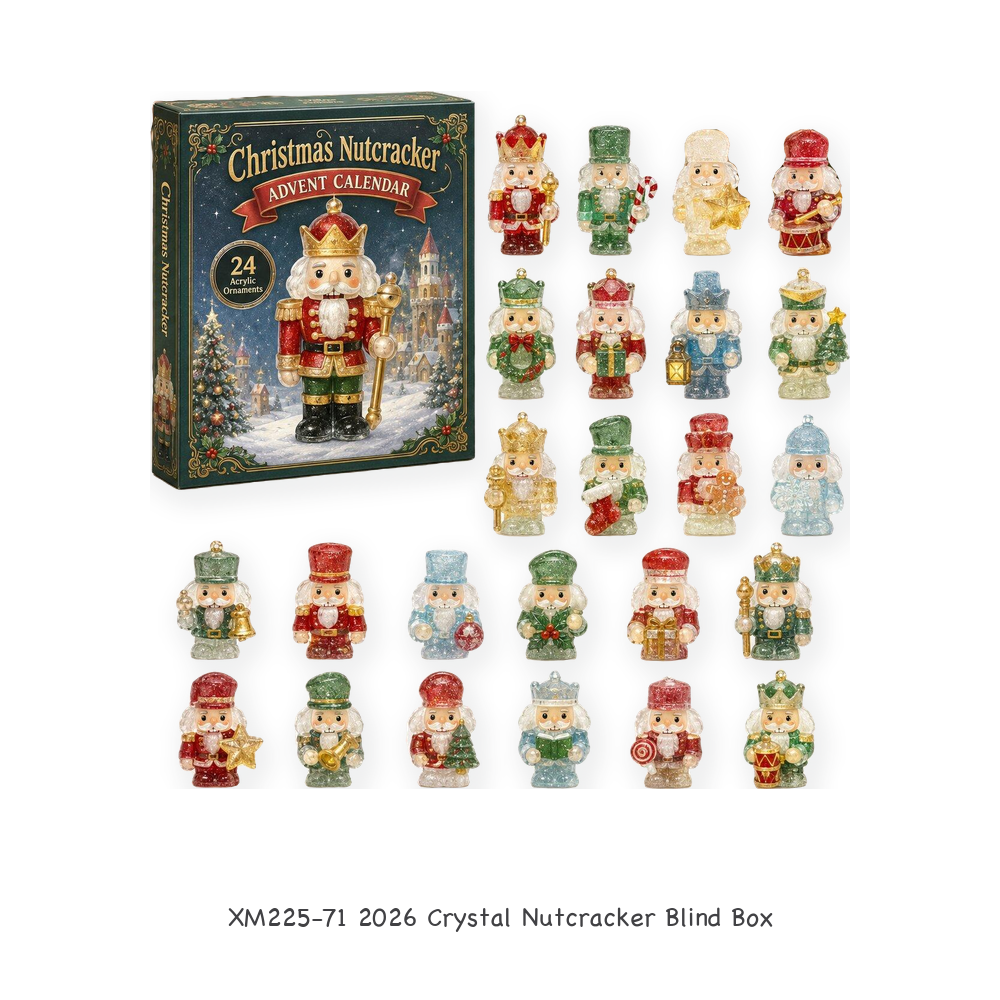 Christmas Nutcracker
ADVENT CALENDAR
24
Acrylic
Ornaments
Christmas Nutcracker
XM225-71 2026 Crystal Nutcracker Blind Box